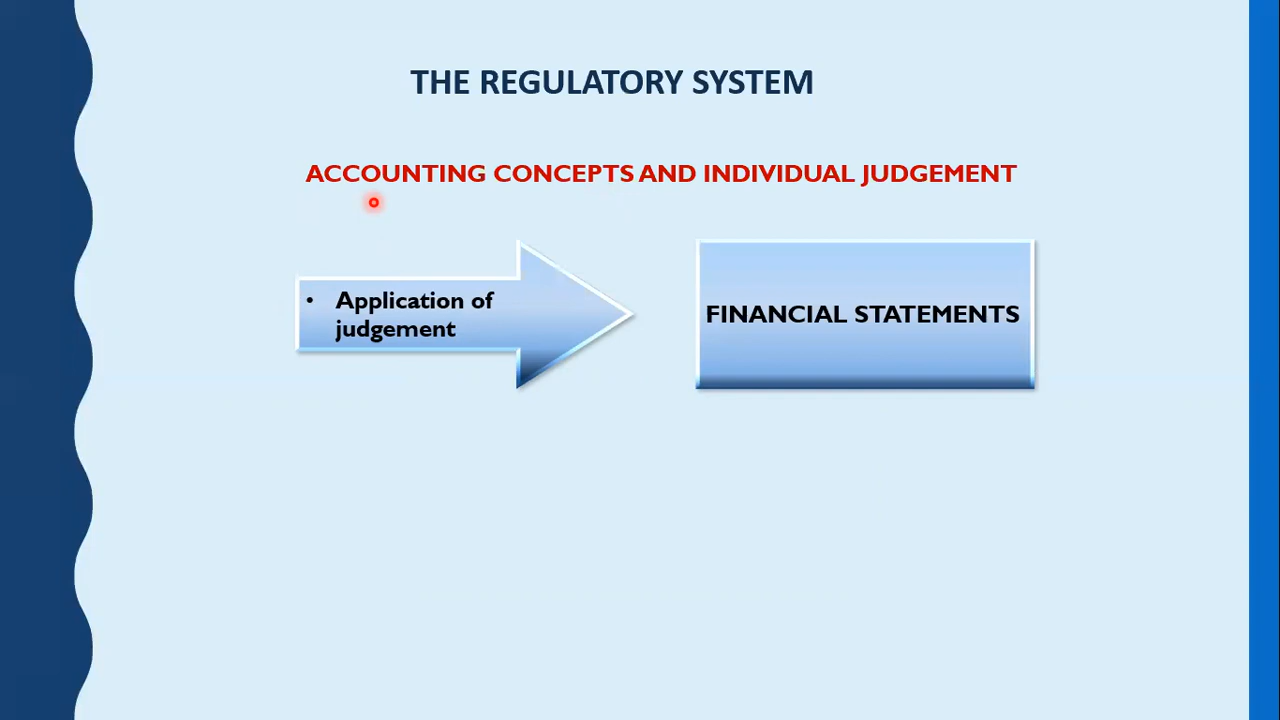 THE REGULATORY SYSTEM
ACCOUNTING CONCEPTS AND INDIVIDUAL JUDGEMENT
• Application of
judgement
FINANCIAL STATEMENTS